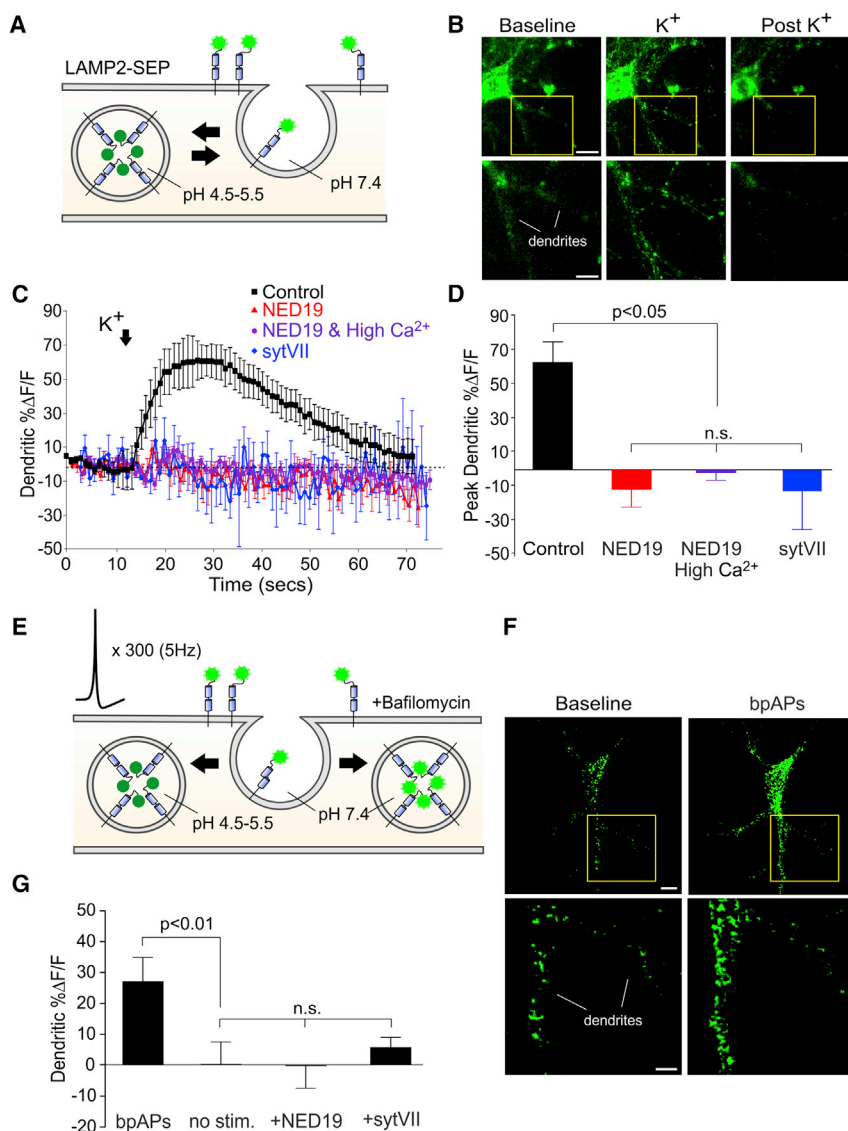 A
LAMP2-SEP
pH 4.5-5.5
pH 7.4
B
Baseline
K+
Post K+
dendrites
C
Dendritic %ΔF/F
90
70
50
30
10
-10
-30
-50
K+
Control
NED19
NED19 & High Ca2+
sytVII
0
10
20
30
40
50
60
70
Time (secs)
D
Peak Dendritic %ΔF/F
90
70
50
30
10
-10
-30
-50
p<0.05
n.s.
Control
NED19
NED19
High Ca2+
sytVII
E
x 300 (5Hz)
+Bafilomycin
pH 4.5-5.5
pH 7.4
F
Baseline
bpAPs
dendrites
G
Dendritic %ΔF/F
50
40
30
20
10
0
-10
-20
p<0.01
n.s.
bpAPs
no stim.
+NED19
+sytVII